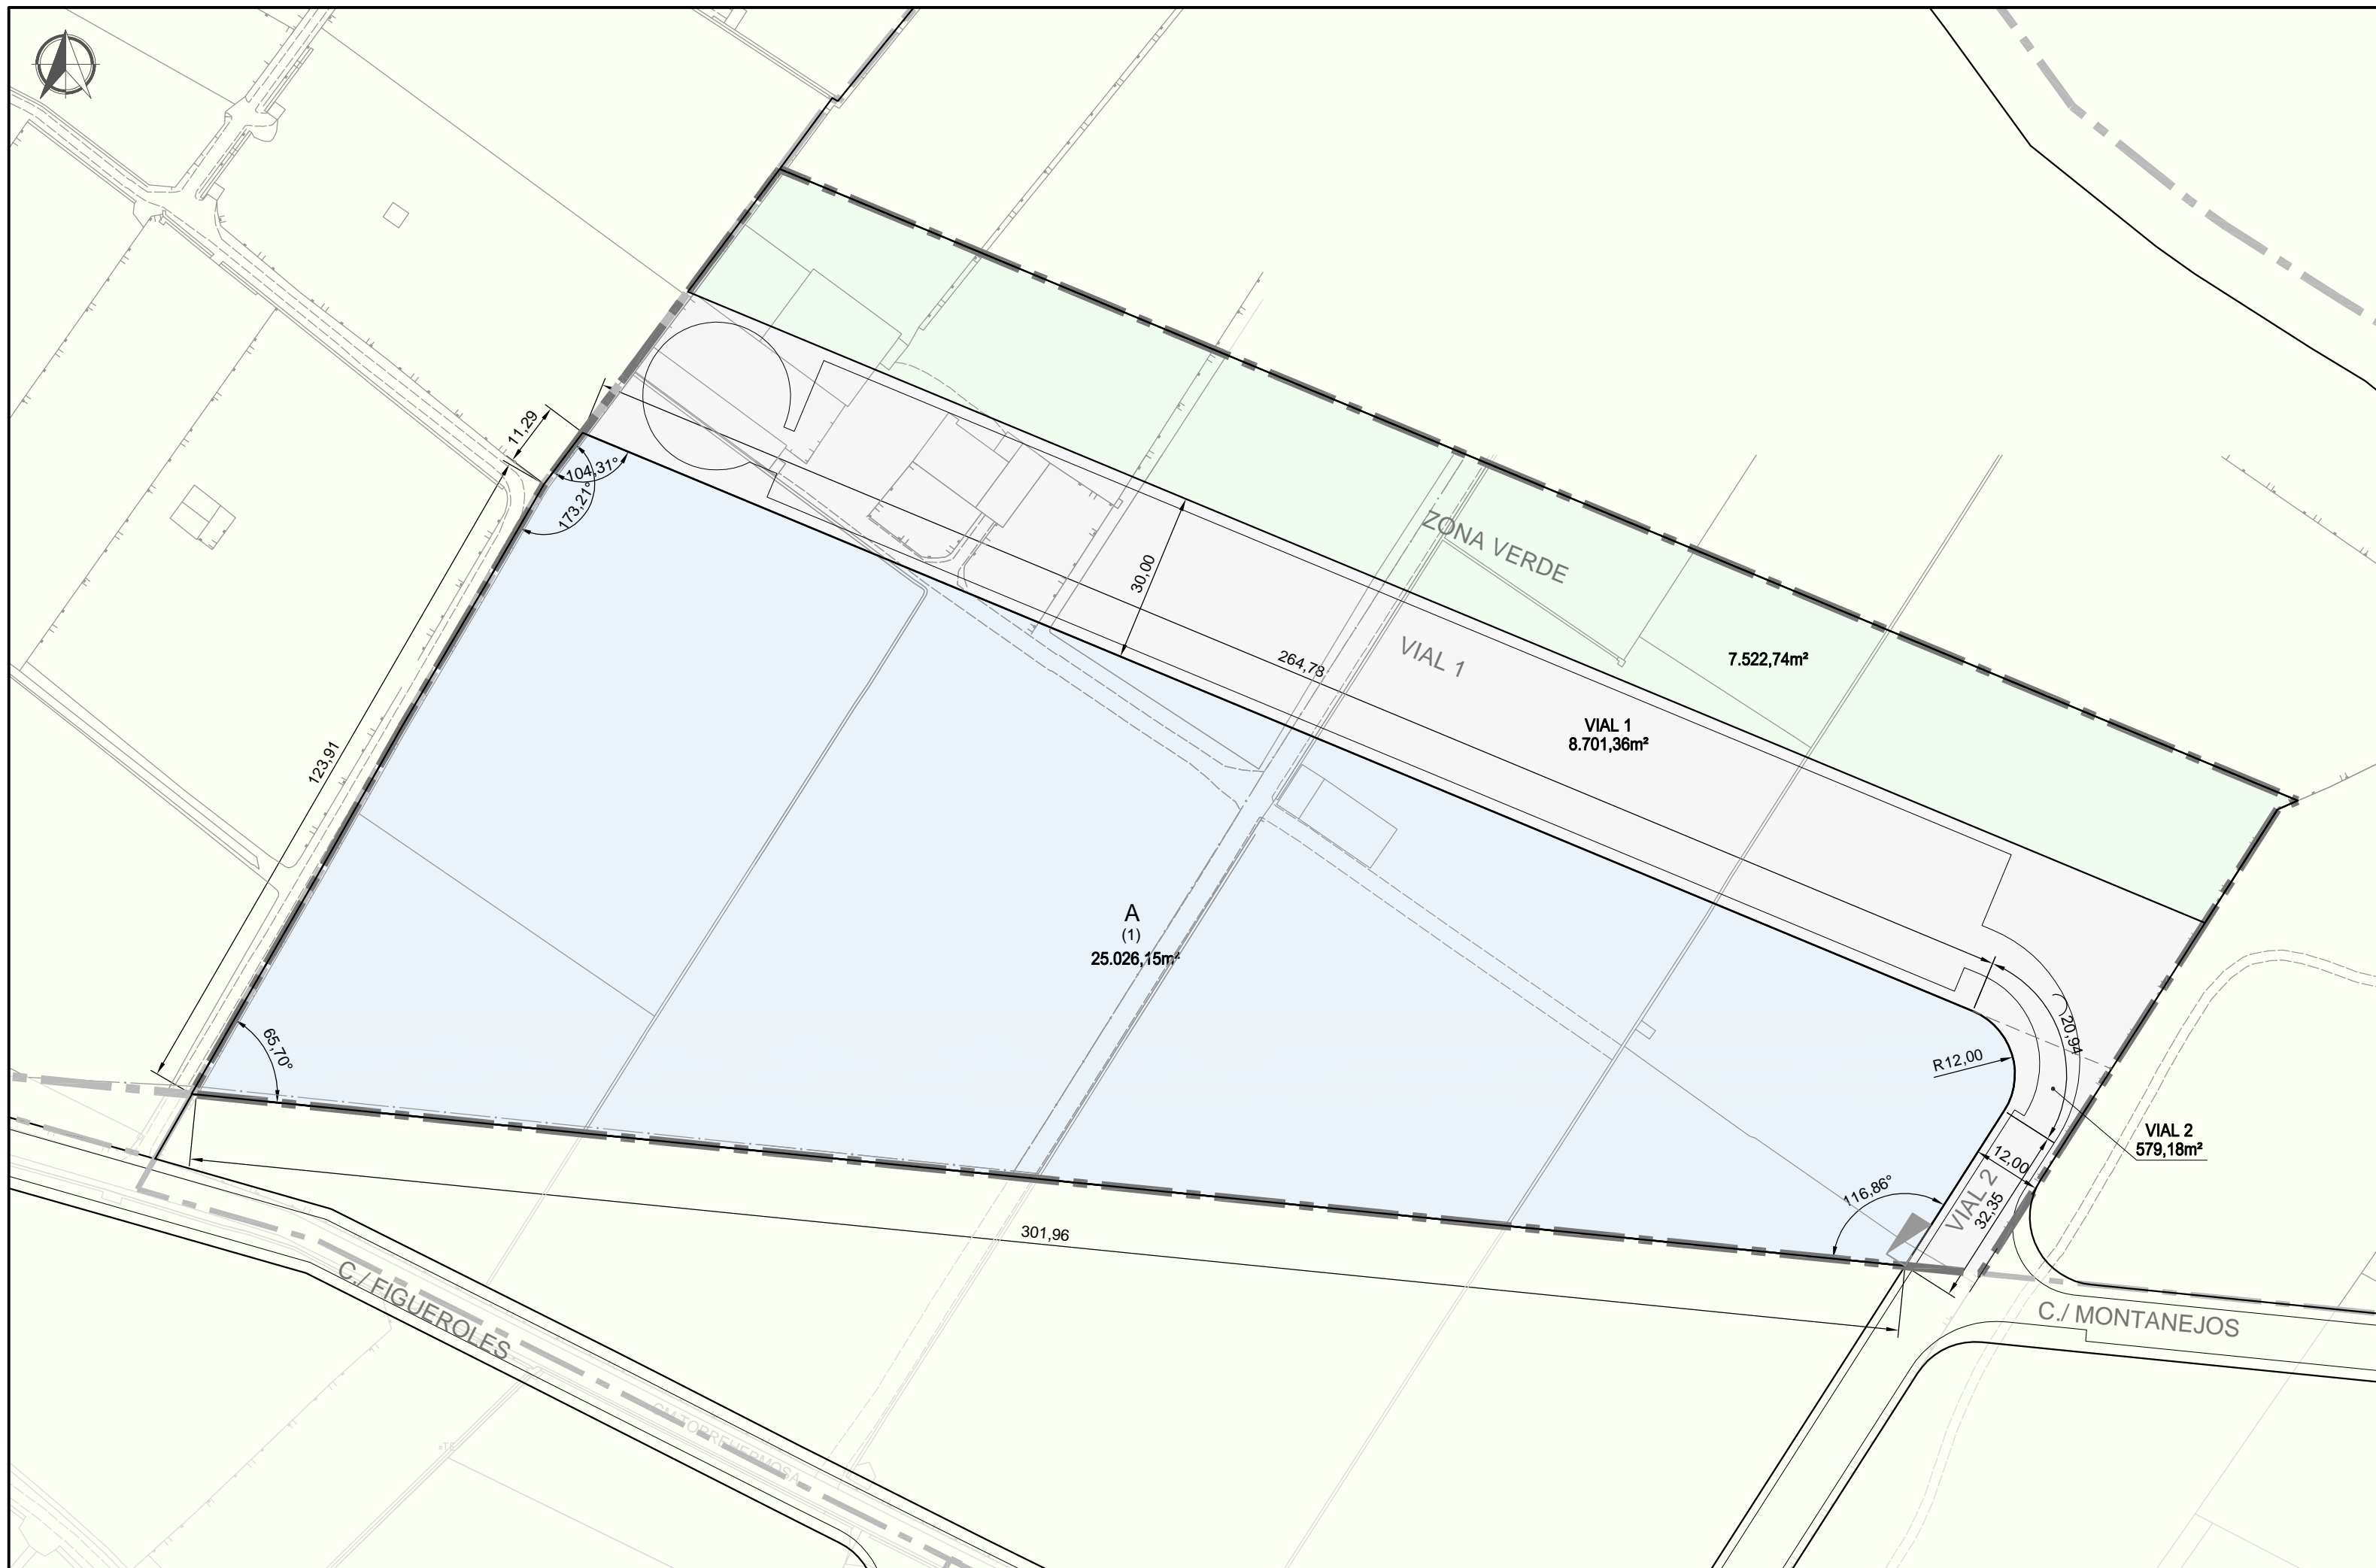 11,29
104,31°
173,21°
30,00
ZONA VERDE
VIAL 1
264,78
7.522,74m²
VIAL 1
8.701,36m²
123,91
A
(1)
25.026,15m²
65,70°
20,94
R12,00
VIAL 2
579,18m²
12,00
116,86°
VIAL 2
32,35
301,96
C./ FIGUEROLES
C./ MONTANEJOS
CM TORREHERMOSA